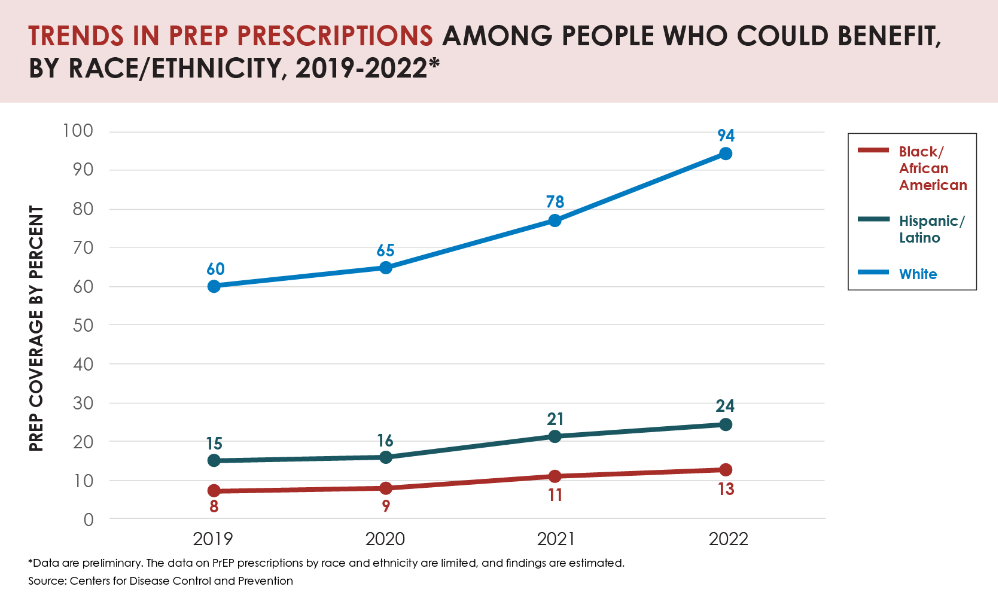 TRENDS IN PREP PRESCRIPTIONS AMONG PEOPLE WHO COULD BENEFIT,
BY RACE/ETHNICITY, 2019-2022*
PREP COVERAGE BY PERCENT
100
90
80
70
60
50
40
30
20
10
0
60
65
78
94
15
16
21
24
8
9
11
13
2019
2020
2021
2022
Black/
African
American
Hispanic/
Latino
White
*Data are preliminary. The data on PrEP prescriptions by race and ethnicity are limited, and findings are estimated.
Source: Centers for Disease Control and Prevention